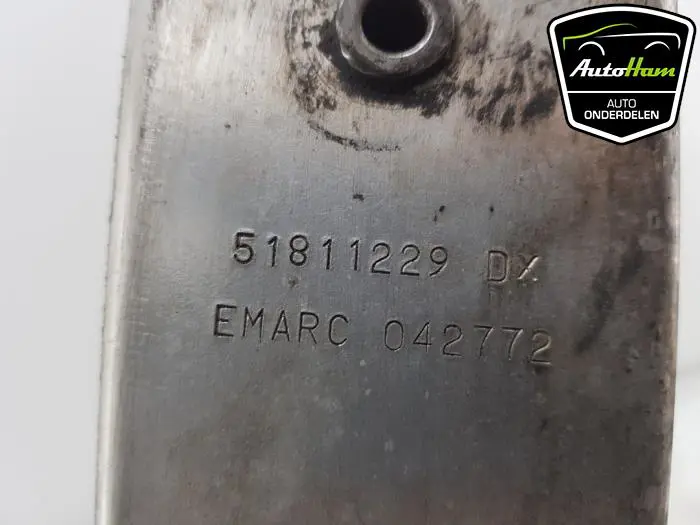 AutoHam
AUTO
ONDERDELEN
51811229 DX
EMARC 042772